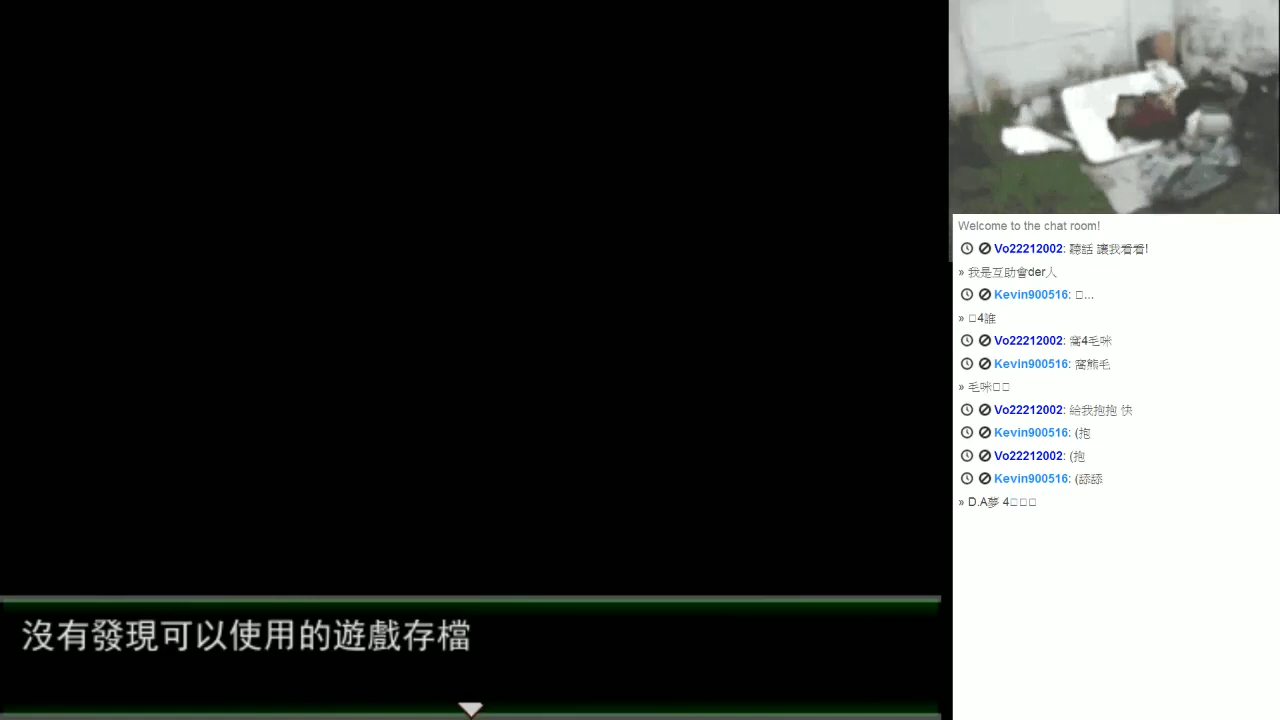 Welcome to the chat room!
Vo22212002: 聽話 讓我看看!
» 我是互助會der人
Kevin900516: □...
» □4誰
Vo22212002: 窩4毛咪
Kevin900516: 窩熊毛
» 毛咪□□
Vo22212002: 給我抱抱 快
Kevin900516: (抱
Vo22212002: (抱
Kevin900516: (舔舔
» D.A夢 4□□□
沒有發現可以使用的遊戲存檔